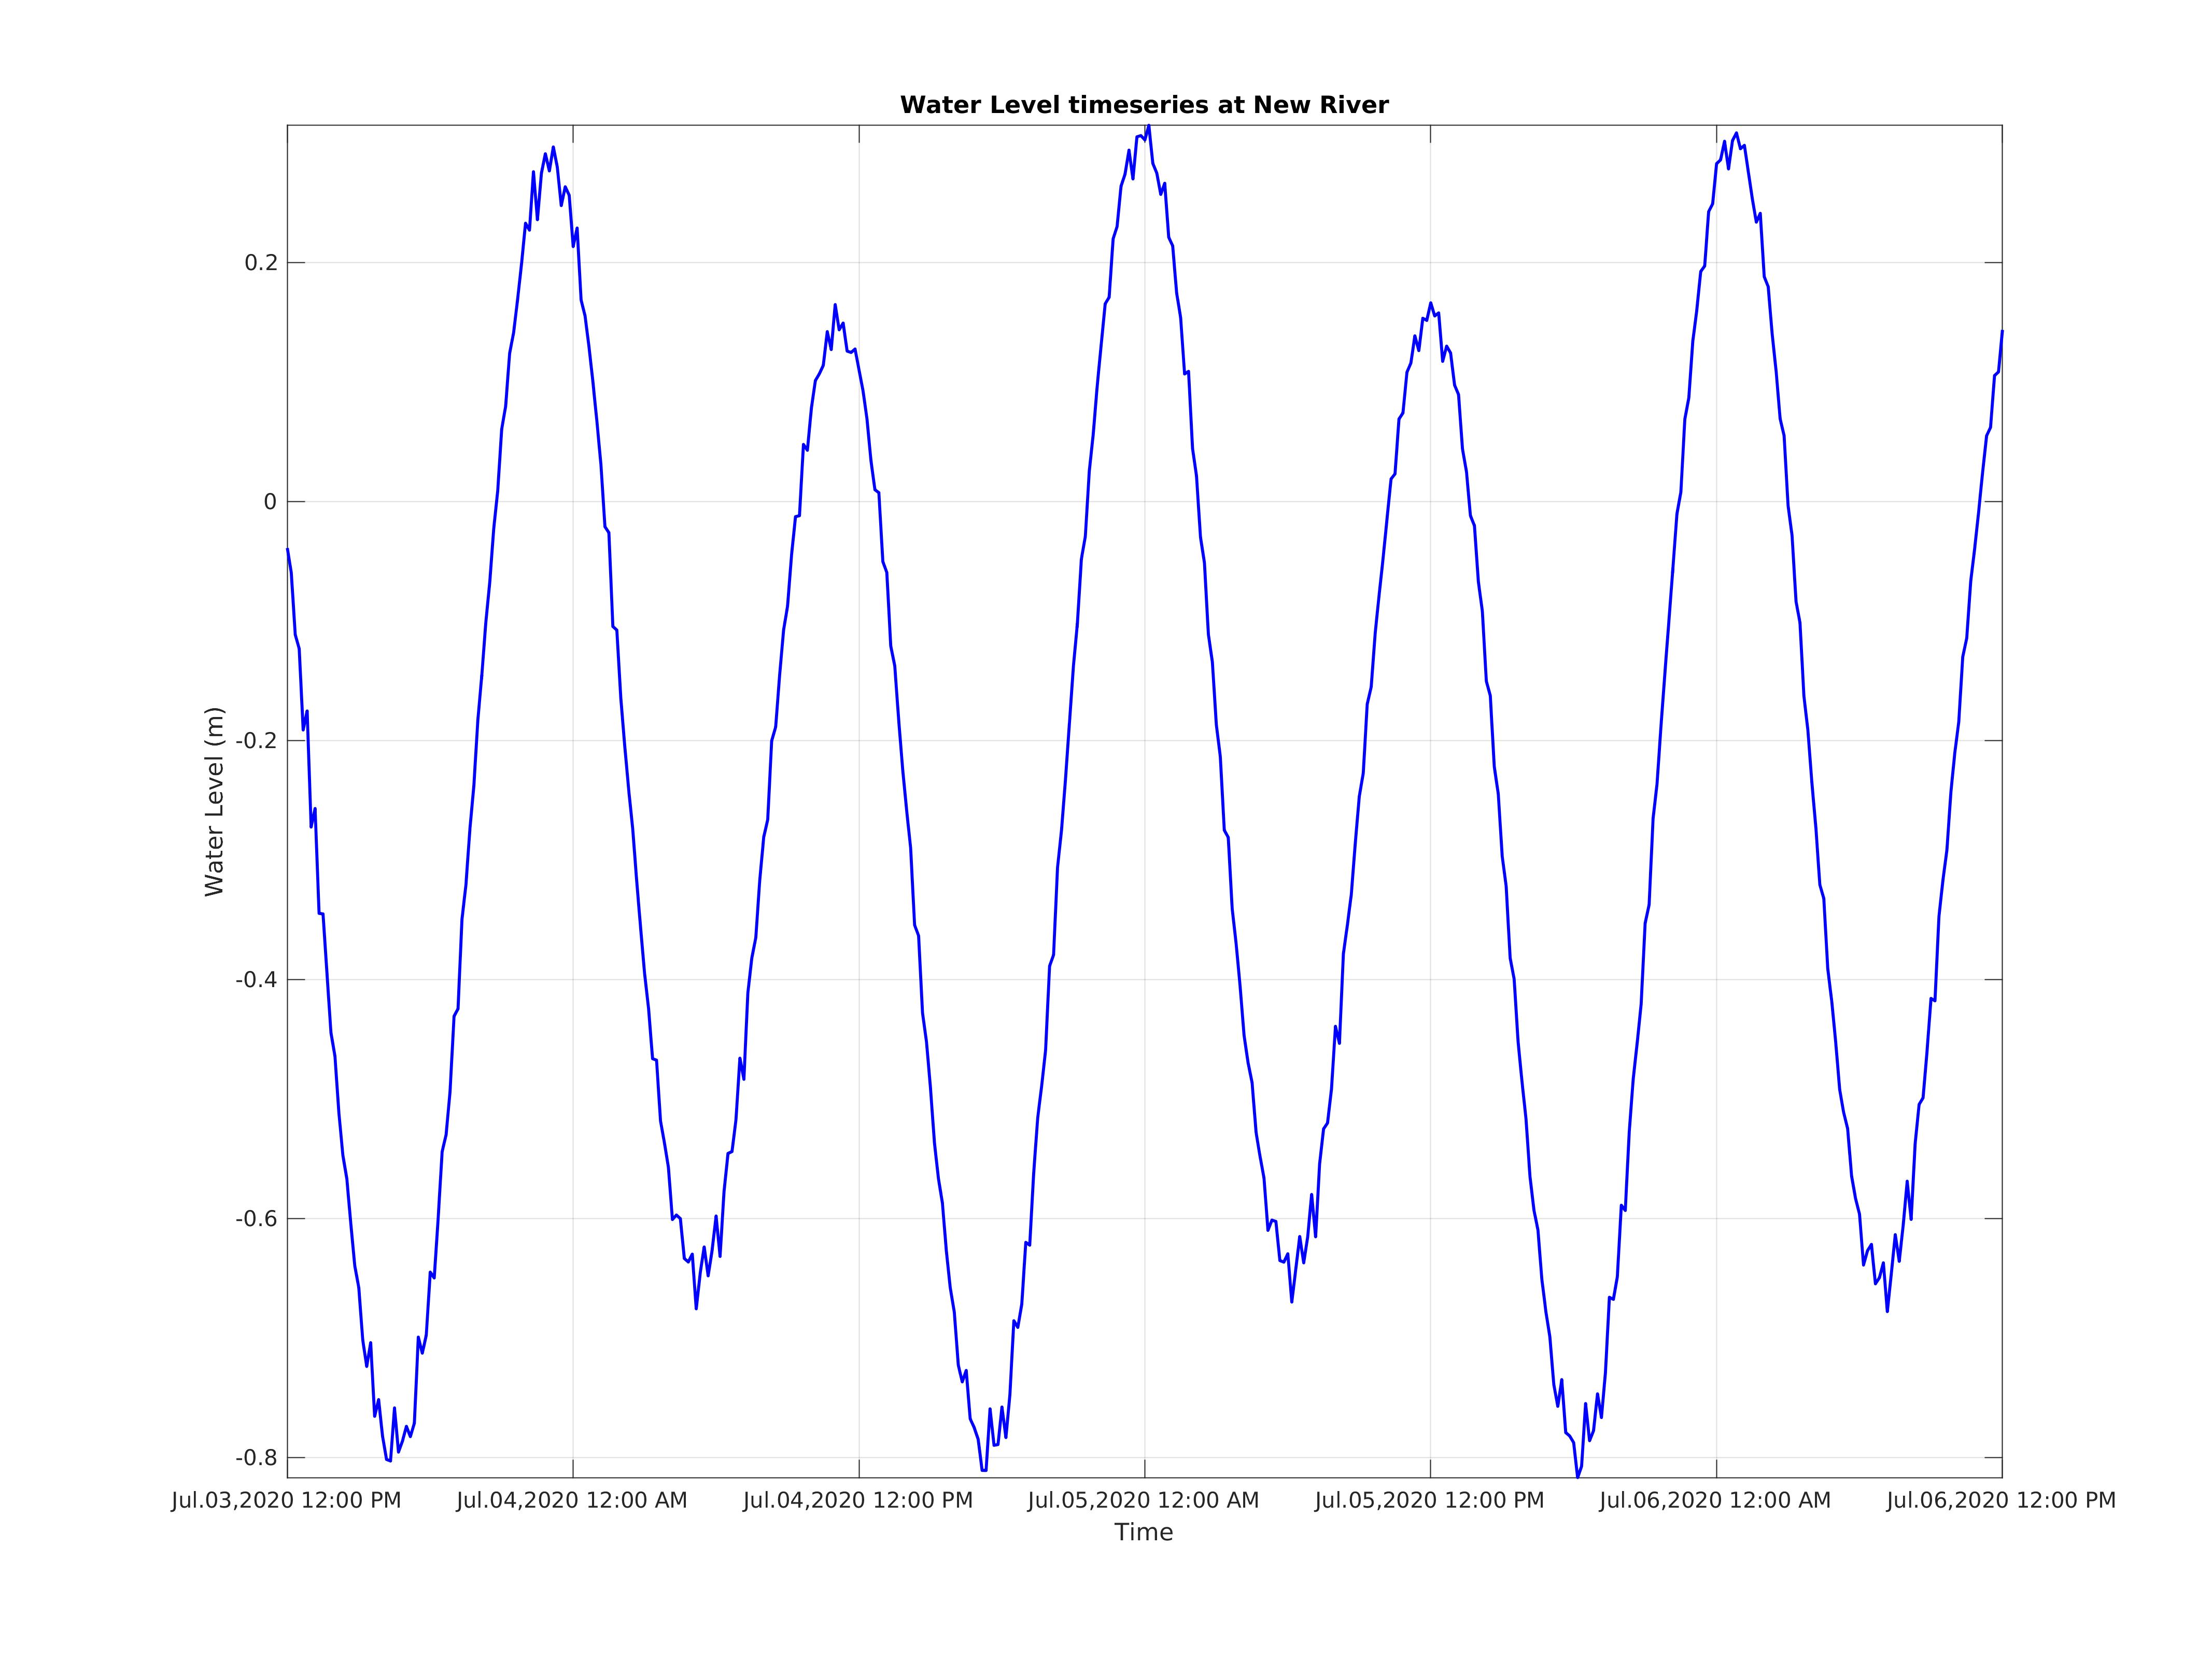 Water Level timeseries at New River
0.2
0
-0.2
-0.4
-0.6
-0.8
Water Level (m)
Jul.03,2020 12:00 PM
Jul.04,2020 12:00 AM
Jul.04,2020 12:00 PM
Jul.05,2020 12:00 AM
Jul.05,2020 12:00 PM
Jul.06,2020 12:00 AM
Jul.06,2020 12:00 PM
Time